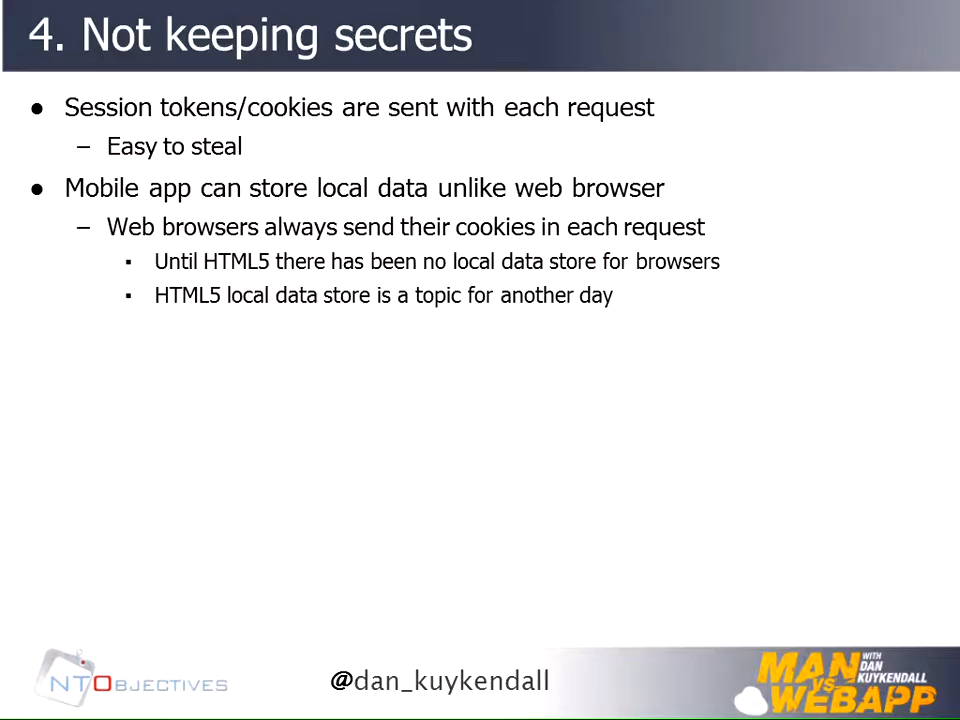 4. Not keeping secrets
● Session tokens/cookies are sent with each request
– Easy to steal
● Mobile app can store local data unlike web browser
– Web browsers always send their cookies in each request
▪ Until HTML5 there has been no local data store for browsers
▪ HTML5 local data store is a topic for another day
NTOBJECTIVES
@dan_kuykendall
MAN WITH DAN KUYKENDALL
VS
WEBAPP